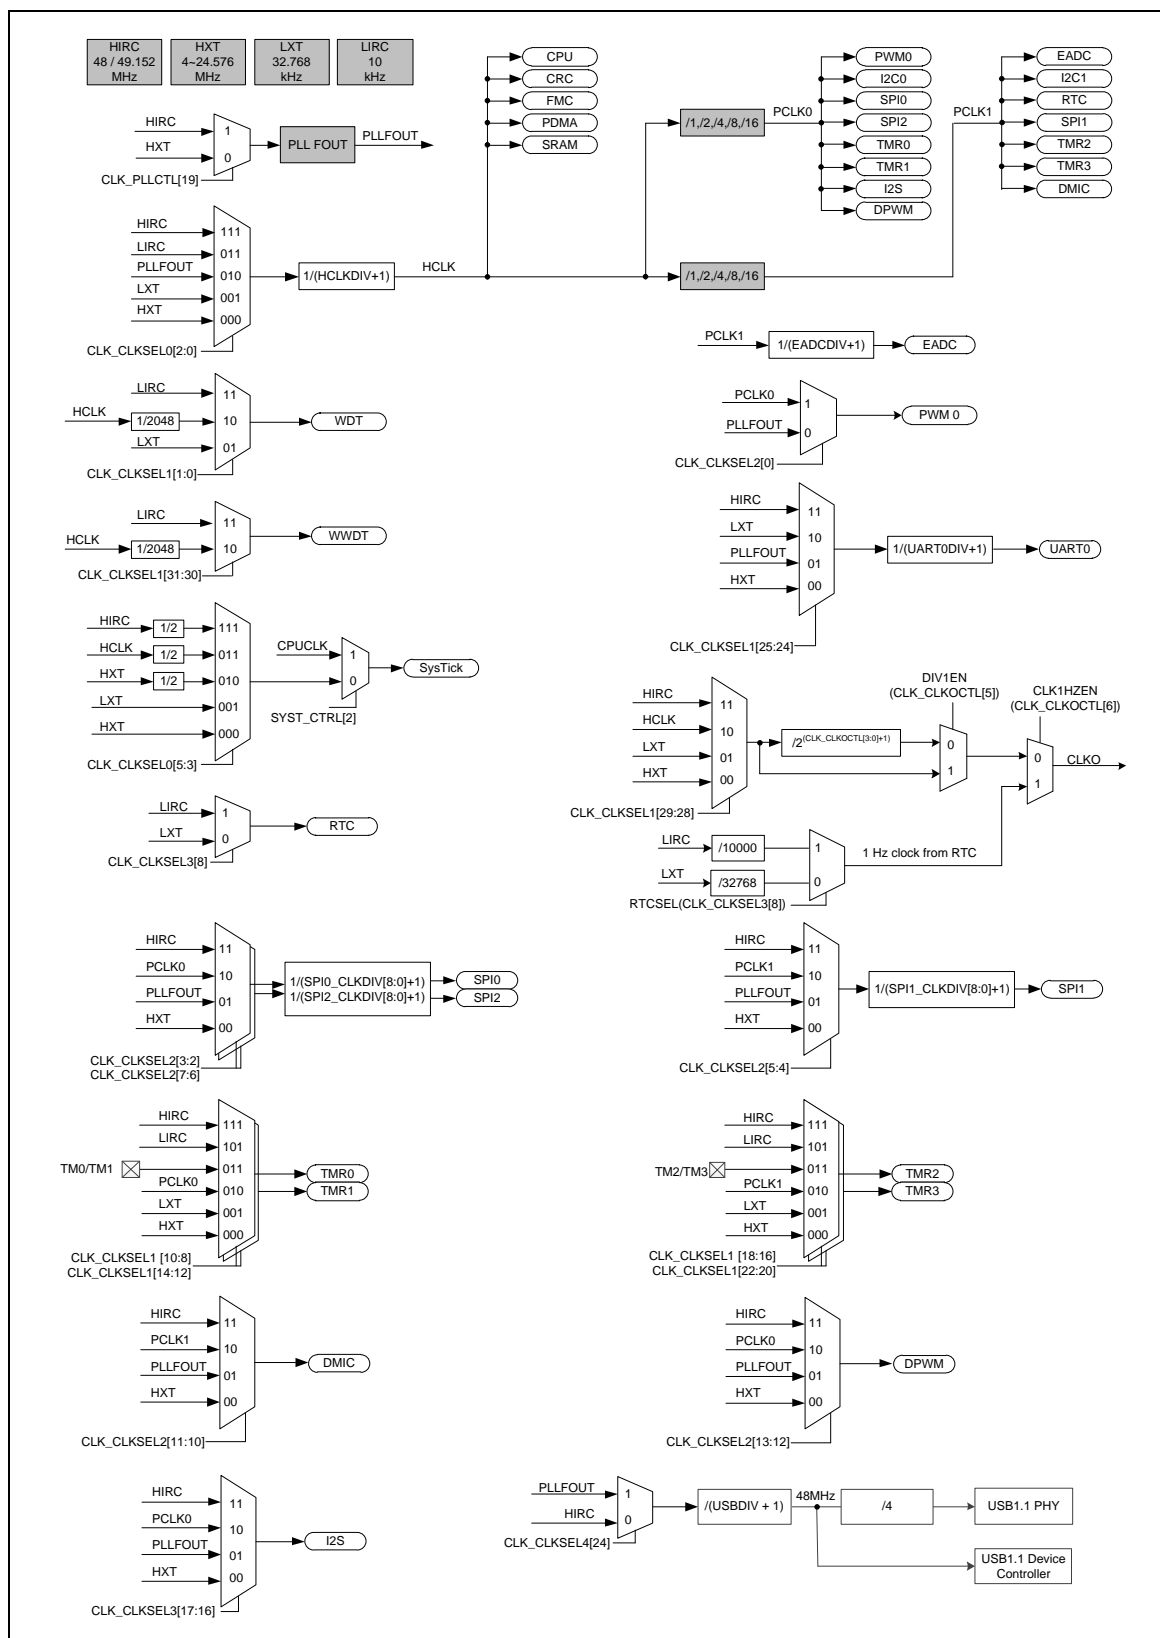 HIRC
48 / 49.152
MHz
HXT
4~24.576
MHz
LXT
32.768
kHz
LIRC
10
kHz
HIRC
HXT
1
0
CLK_PLLCTL[19]
PLL FOUT
PLLFOUT
CPU
CRC
FMC
PDMA
SRAM
/1,/2,/4,/8,/16
PCLK0
PWM0
I2C0
SPI0
SPI2
TMR0
TMR1
I2S
DPWM
PCLK1
EADC
I2C1
RTC
SPI1
TMR2
TMR3
DMIC
HIRC
111
LIRC
011
PLLFOUT
010
LXT
001
HXT
000
CLK_CLKSEL0[2:0]
1/(HCLKDIV+1)
HCLK
/1,/2,/4,/8,/16
PCLK1
1/(EADCDIV+1)
EADC
LIRC
11
HCLK
1/2048
10
LXT
01
CLK_CLKSEL1[1:0]
WDT
PCLK0
1
PLLFOUT
0
CLK_CLKSEL2[0]
PWM 0
LIRC
11
HCLK
1/2048
10
CLK_CLKSEL1[31:30]
WWDT
HIRC
11
LXT
10
PLLFOUT
01
HXT
00
CLK_CLKSEL1[25:24]
1/(UART0DIV+1)
UART0
HIRC
1/2
111
HCLK
1/2
011
HXT
1/2
010
LXT
001
HXT
000
CLK_CLKSEL0[5:3]
CPUCLK
1
0
SYST_CTRL[2]
SysTick
HIRC
11
HCLK
10
LXT
01
HXT
00
CLK_CLKSEL1[29:28]
/2(CLK_CLKOCTL[3:0]+1)
DIV1EN
(CLK_CLKOCTL[5])
0
1
CLK1HZEN
(CLK_CLKOCTL[6])
0
1
CLKO
LIRC
/10000
1
LXT
/32768
0
RTCSEL(CLK_CLKSEL3[8])
1 Hz clock from RTC
LIRC
1
LXT
0
CLK_CLKSEL3[8]
RTC
HIRC
11
PCLK0
10
PLLFOUT
01
HXT
00
CLK_CLKSEL2[3:2]
CLK_CLKSEL2[7:6]
1/(SPI0_CLKDIV[8:0]+1)
1/(SPI2_CLKDIV[8:0]+1)
SPI0
SPI2
HIRC
11
PCLK1
10
PLLFOUT
01
HXT
00
CLK_CLKSEL2[5:4]
1/(SPI1_CLKDIV[8:0]+1)
SPI1
HIRC
111
LIRC
101
TM0/TM1
011
PCLK0
010
LXT
001
HXT
000
CLK_CLKSEL1 [10:8]
CLK_CLKSEL1[14:12]
TMR0
TMR1
HIRC
111
LIRC
101
TM2/TM3
011
PCLK1
010
LXT
001
HXT
000
CLK_CLKSEL1 [18:16]
CLK_CLKSEL1[22:20]
TMR2
TMR3
HIRC
11
PCLK1
10
PLLFOUT
01
HXT
00
CLK_CLKSEL2[11:10]
DMIC
HIRC
11
PCLK0
10
PLLFOUT
01
HXT
00
CLK_CLKSEL2[13:12]
DPWM
HIRC
11
PCLK0
10
PLLFOUT
01
HXT
00
CLK_CLKSEL3[17:16]
I2S
PLLFOUT
1
HIRC
0
CLK_CLKSEL4[24]
/(USBDIV + 1)
48MHz
/4
USB1.1 PHY
USB1.1 Device
Controller